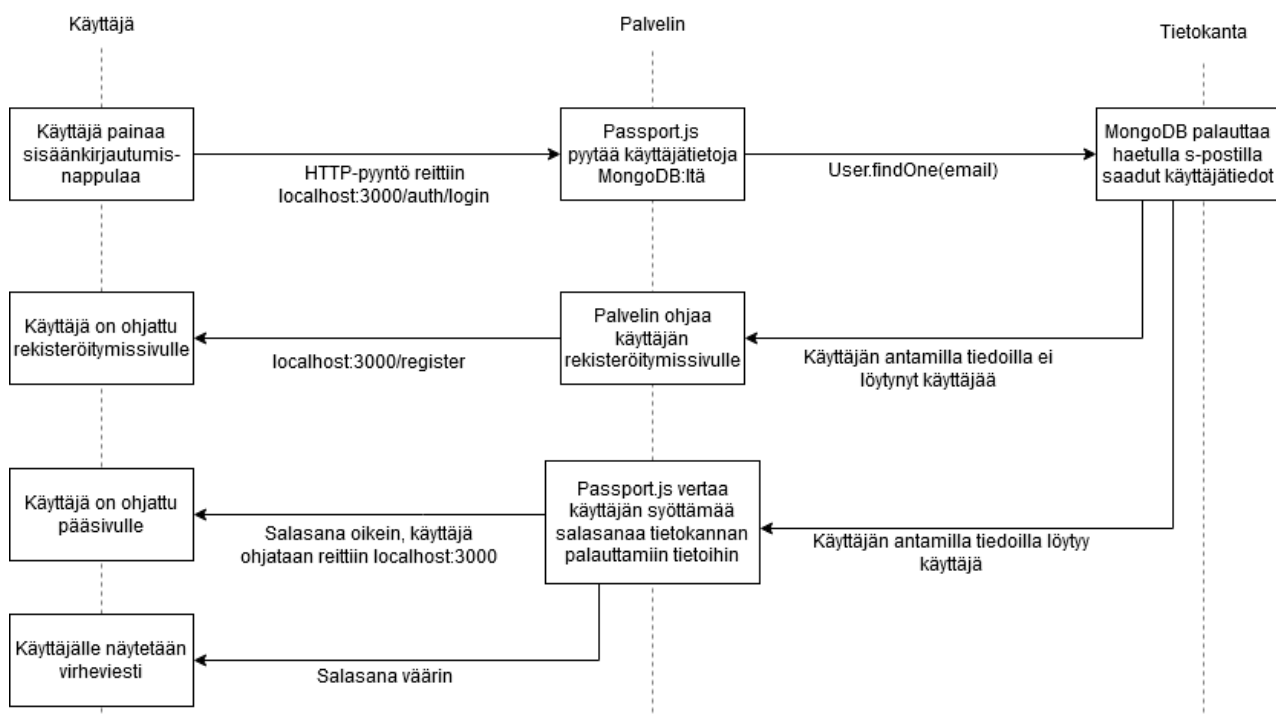 Käyttäjä
Palvelin
Tietokanta
Käyttäjä painaa
sisäänkirjautumis-
nappulaa
HTTP-pyyntö reittiin
localhost:3000/auth/login
Passport.js
pyytää käyttäjätietoja
MongoDB:ltä
User.findOne(email)
MongoDB palauttaa
haetulla s-postilla
saadut käyttäjätiedot
Käyttäjä on ohjattu
rekisteröitymissivulle
localhost:3000/register
Palvelin ohjaa
käyttäjän
rekisteröitymissivulle
Käyttäjän antamilla tiedoilla ei
löytynyt käyttäjää
Käyttäjä on ohjattu
pääsivulle
Salasana oikein, käyttäjä
ohjataan reittiin localhost:3000
Passport.js vertaa
käyttäjän syöttämää
salasanaa tietokannan
palauttamiin tietoihin
Käyttäjän antamilla tiedoilla löytyy
käyttäjä
Käyttäjälle näytetään
virheviesti
Salasana väärin